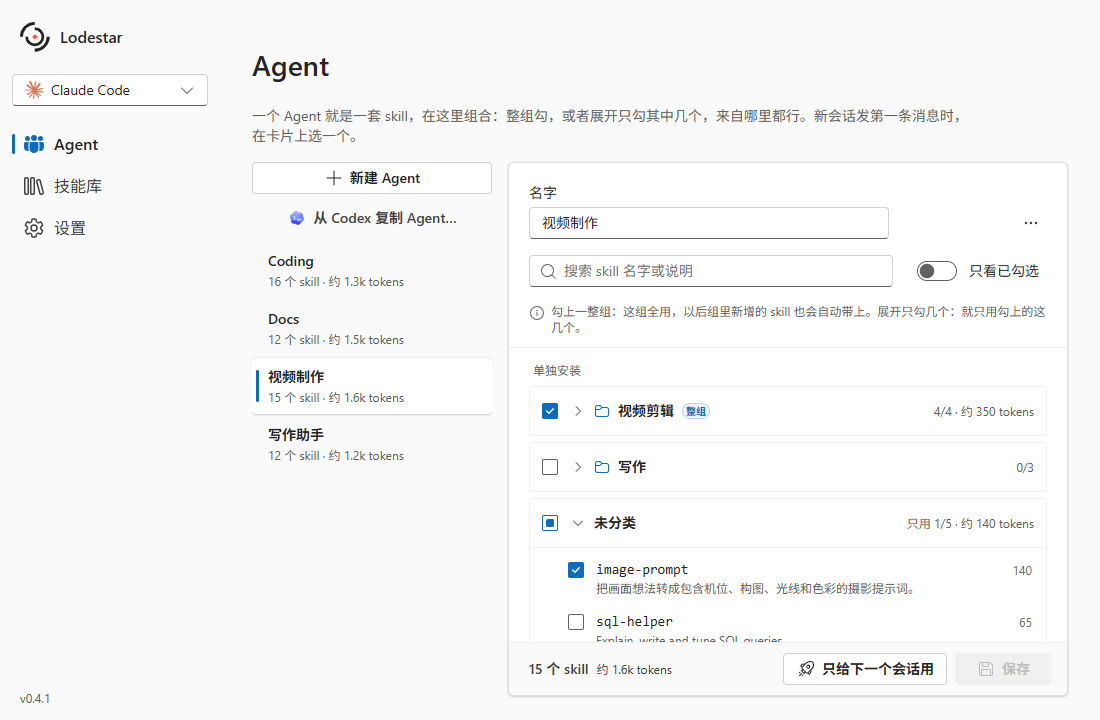 Lodestar
Claude Code
Agent
技能库
设置
v0.4.1
Agent
一个 Agent 就是一套 skill，在这里组合：整组勾，或者展开只勾其中几个，来自哪里都行。新会话发第一条消息时，
在卡片上选一个。
新建 Agent
从 Codex 复制 Agent...
Coding
16 个 skill · 约 1.3k tokens
Docs
12 个 skill · 约 1.5k tokens
视频制作
15 个 skill · 约 1.6k tokens
写作助手
12 个 skill · 约 1.2k tokens
名字
视频制作
搜索 skill 名字或说明
只看已勾选
勾上一整组：这组全用，以后组里新增的 skill 也会自动带上。展开只勾几个：就只用勾上的这
几个。
单独安装
视频剪辑 整组 4/4 · 约 350 tokens
写作 0/3
未分类 只用 1/5 · 约 140 tokens
image-prompt 140
把画面想法转成包含机位、构图、光线和色彩的摄影提示词。
sql-helper 65
Explain, write and tune SQL queries
15 个 skill 约 1.6k tokens
只给下一个会话用
保存